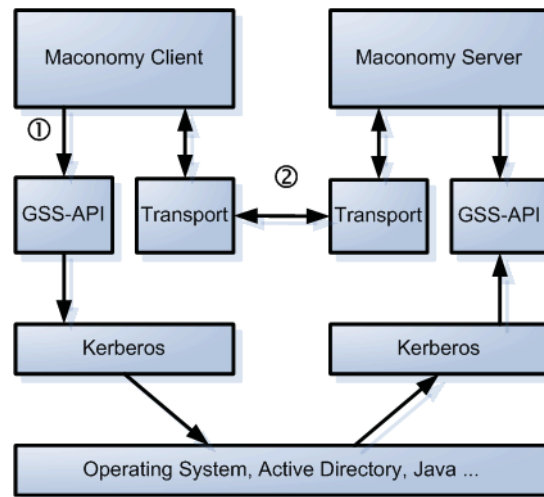 Maconomy Client
Maconomy Server
①
②
GSS-API
Transport
Transport
GSS-API
Kerberos
Kerberos
Operating System, Active Directory, Java ...